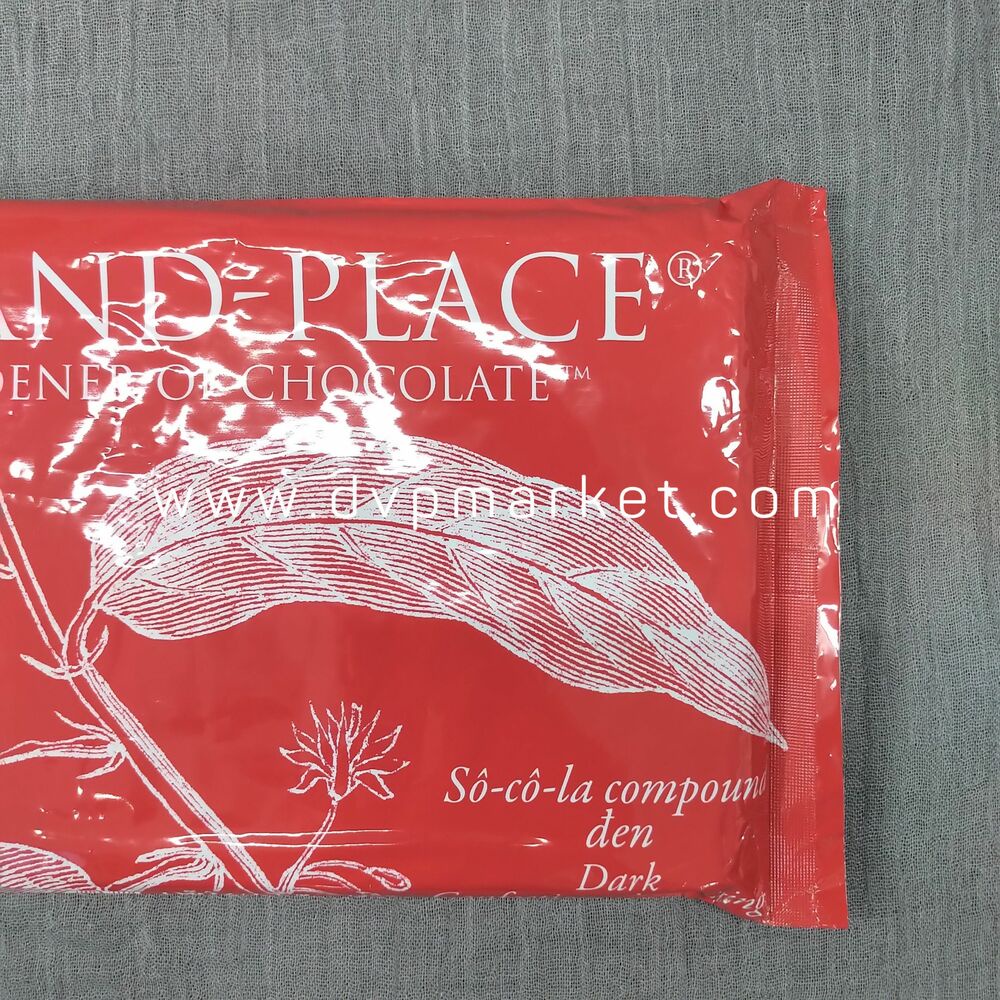 AND-PLACE®
DENER OF CHOCOLATE™
www.dvpmarket.com
Sô-cô-la compound
đen
Dark